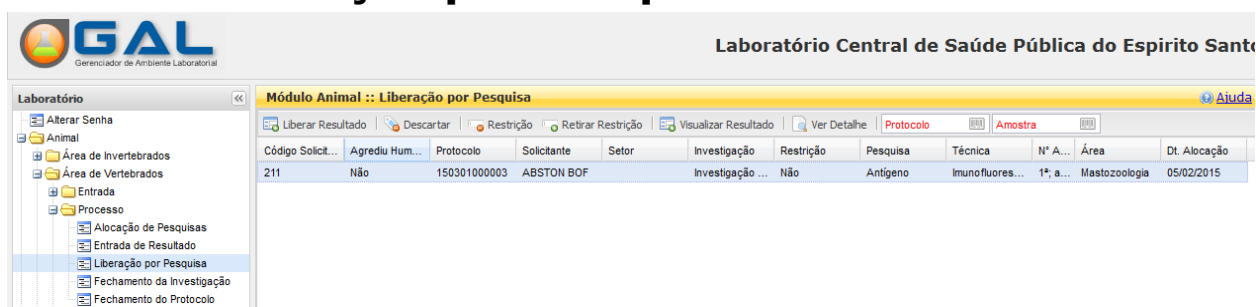 GAL
Gerenciador de Ambiente Laboratorial
Laboratório Central de Saúde Pública do Espirito Santo
Laboratório
Alterar Senha
Animal
Área de Invertebrados
Área de Vertebrados
Entrada
Processo
Alocação de Pesquisas
Entrada de Resultado
Liberação por Pesquisa
Fechamento da Investigação
Fechamento do Protocolo
Módulo Animal :: Liberação por Pesquisa Ajuda
Liberar Resultado Descartar Restrição Retirar Restrição Visualizar Resultado Ver Detalhe Protocolo Amostra
Código Solicit... Agrediu Hum... Protocolo Solicitante Setor Investigação Restrição Pesquisa Técnica N° A... Área Dt. Alocação
211 Não 150301000003 ABSTON BOF Investigação ... Não Antígeno Imunofluores... 1ª; a... Mastozoologia 05/02/2015